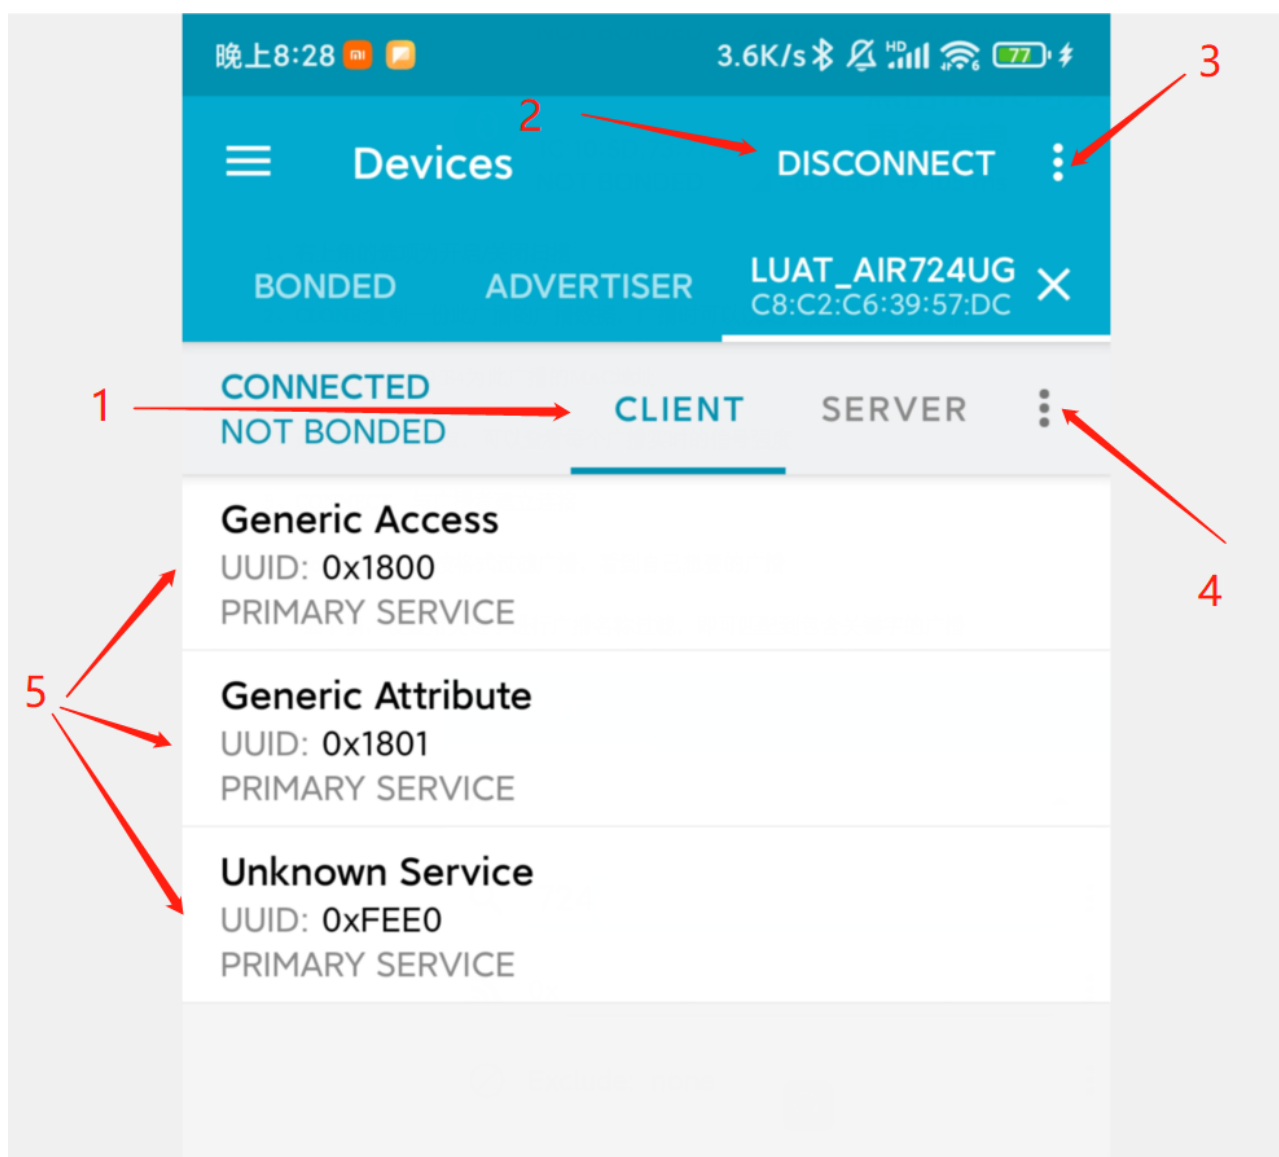 晚上8:28
3.6K/s
HD
6
77
3
2
Devices
DISCONNECT
BONDED
ADVERTISER
LUAT_AIR724UG
C8:C2:C6:39:57:DC
1
CONNECTED
NOT BONDED
CLIENT
SERVER
4
Generic Access
UUID: 0x1800
PRIMARY SERVICE
5
Generic Attribute
UUID: 0x1801
PRIMARY SERVICE
Unknown Service
UUID: 0xFEE0
PRIMARY SERVICE